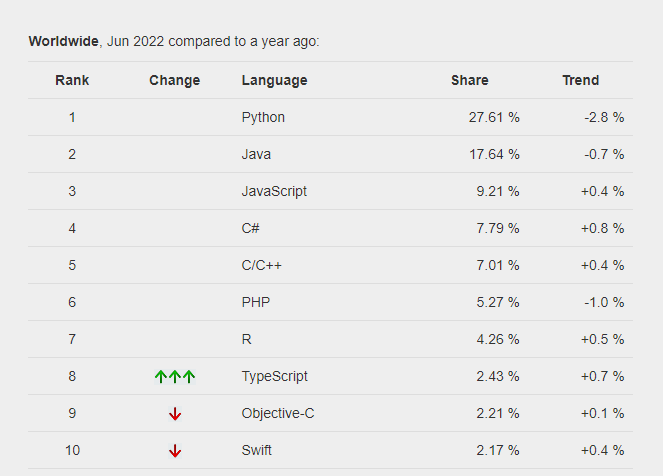 Worldwide, Jun 2022 compared to a year ago:
Rank Change Language Share Trend
1 Python 27.61 % -2.8 %
2 Java 17.64 % -0.7 %
3 JavaScript 9.21 % +0.4 %
4 C# 7.79 % +0.8 %
5 C/C++ 7.01 % +0.4 %
6 PHP 5.27 % -1.0 %
7 R 4.26 % +0.5 %
8 ↑↑↑ TypeScript 2.43 % +0.7 %
9 ↓ Objective-C 2.21 % +0.1 %
10 ↓ Swift 2.17 % +0.4 %